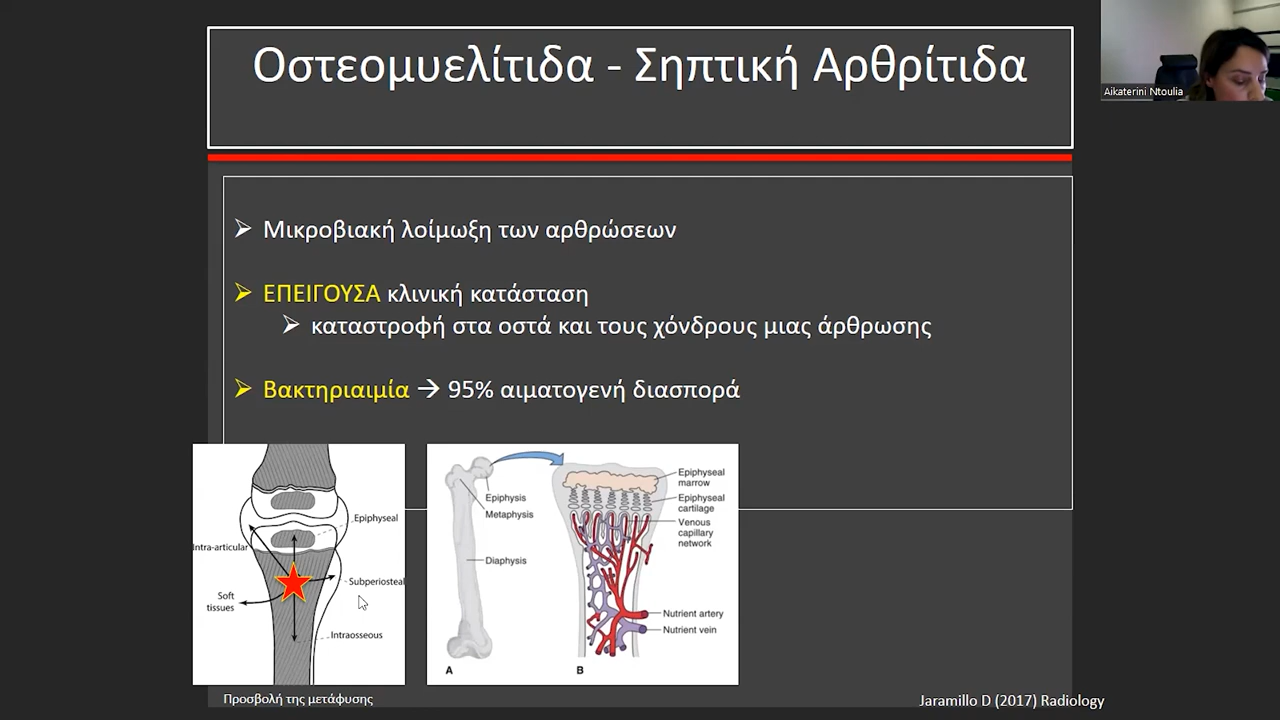 Οστεομυελίτιδα - Σηπτική Αρθρίτιδα
Aikaterini Ntoulia
Μικροβιακή λοίμωξη των αρθρώσεων
ΕΠΕΙΓΟΥΣΑ κλινική κατάσταση
καταστροφή στα οστά και τους χόνδρους μιας άρθρωσης
Βακτηριαιμία → 95% αιματογενή διασπορά
Epiphyseal
Intra-articular
Subperiosteal
Soft
tissues
Intraosseous
Epiphysis
Metaphysis
Diaphysis
A
Epiphyseal
marrow
Epiphyseal
cartilage
Venous
capillary
network
Nutrient artery
Nutrient vein
B
Προσβολή της μετάφυσης
Jaramillo D (2017) Radiology